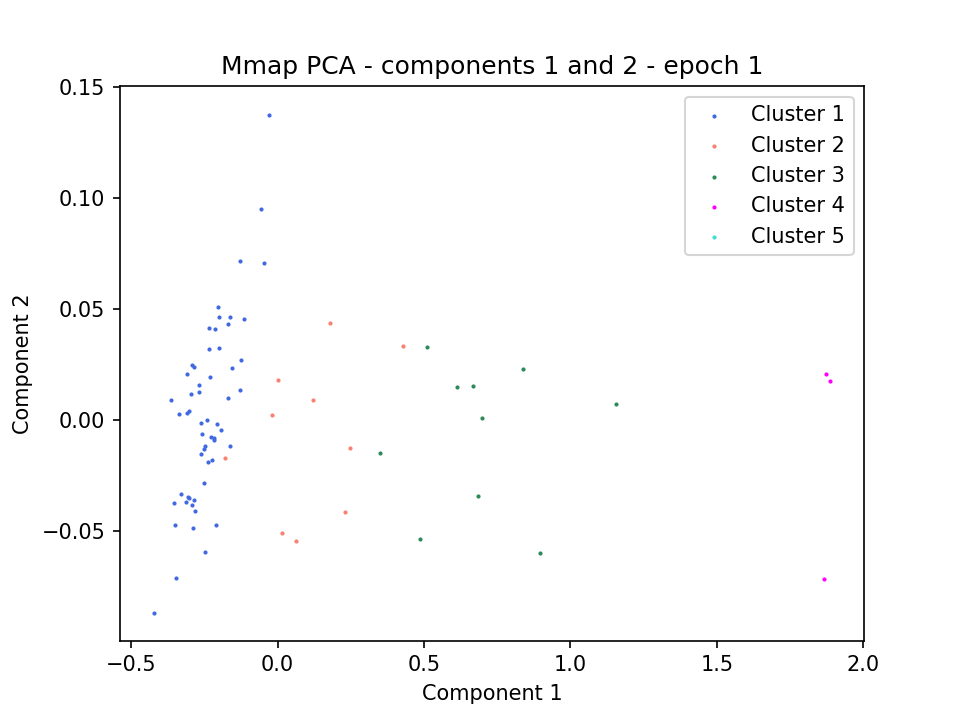 Mmap PCA - components 1 and 2 - epoch 1
0.15
0.10
0.05
0.00
−0.05
Component 2
Cluster 1
Cluster 2
Cluster 3
Cluster 4
Cluster 5
−0.5
0.0
0.5
1.0
1.5
2.0
Component 1